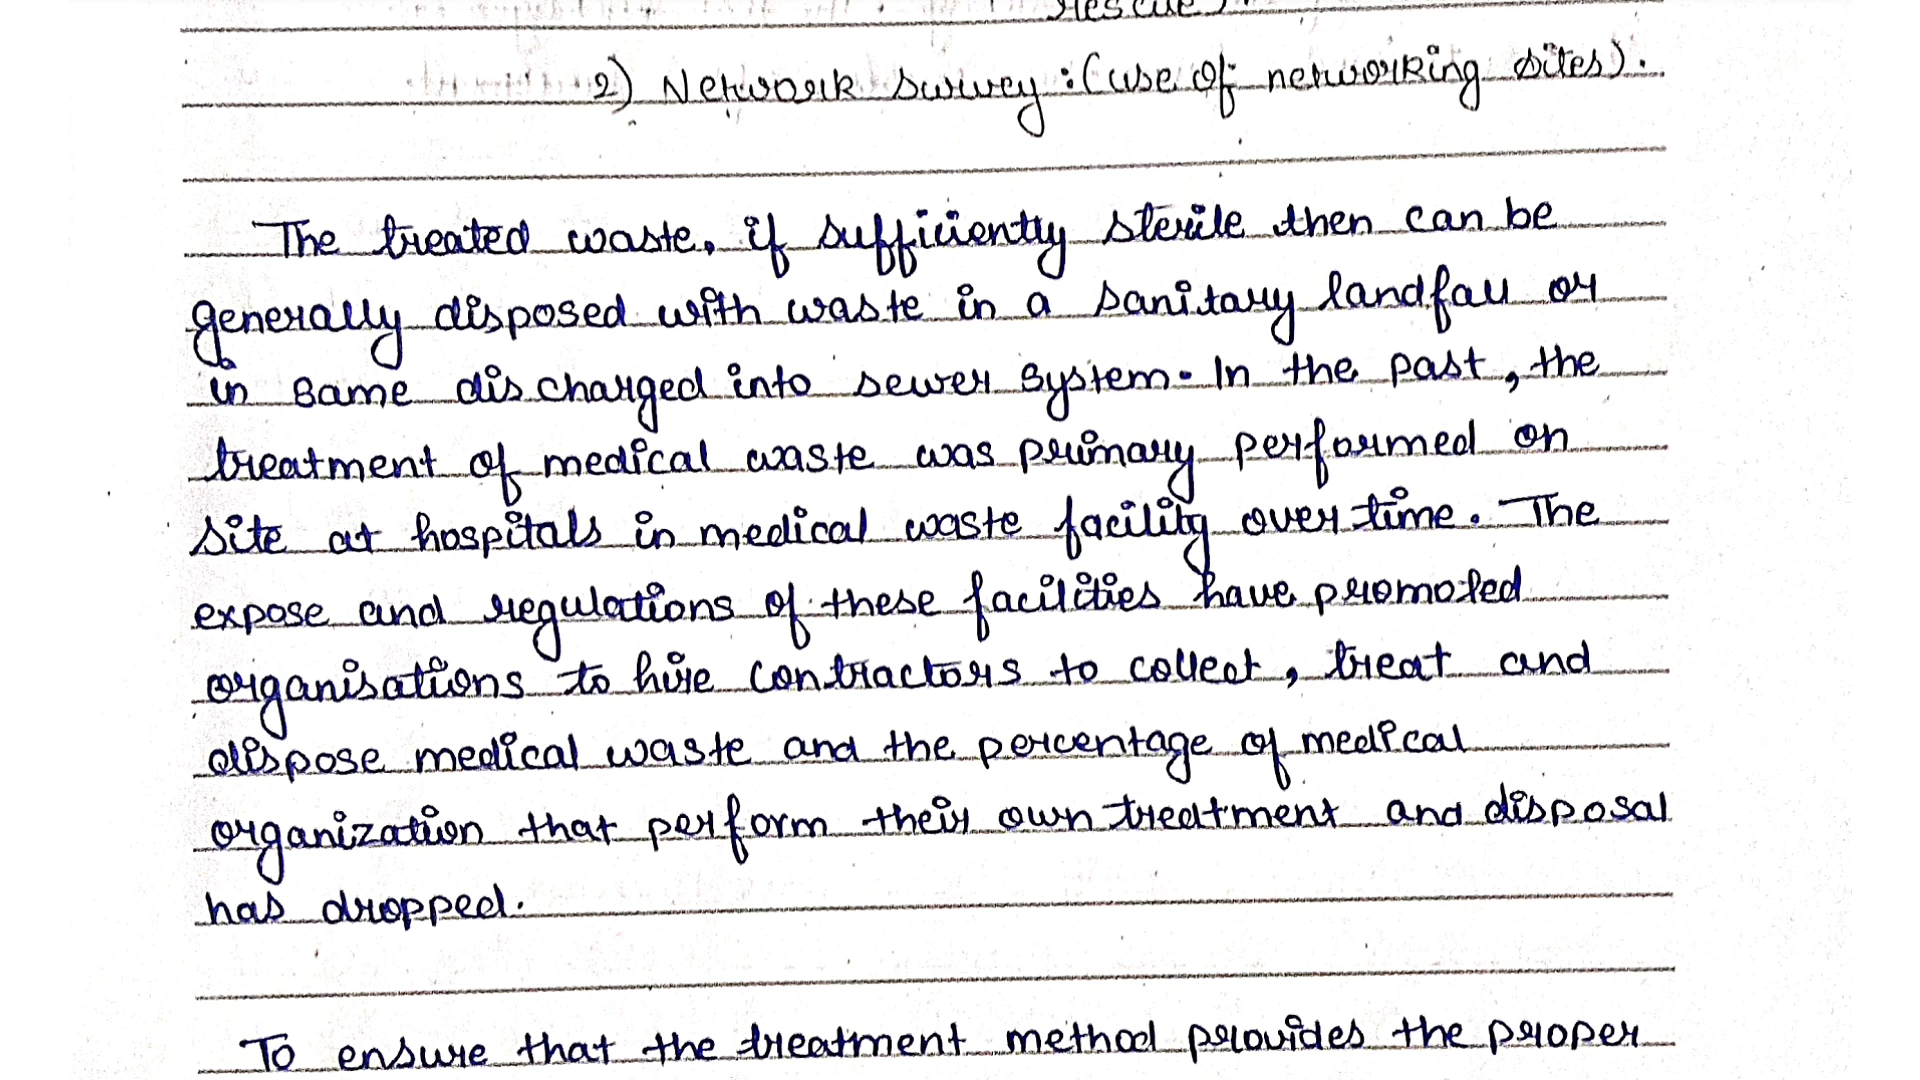 Rescue)
2) Network survey : (use of networking sites).
The treated waste, if sufficiently sterile then can be
generally disposed with waste in a sanitary landfall or
in same discharged into sewer system. In the past, the
treatment of medical waste was primary performed on
site at hospitals in medical waste facility over time. The
expose and regulations of these facilities have promoted
organisations to hire contractors to collect, treat and
dispose medical waste and the percentage of medical
organization that perform their own treatment and disposal
has dropped.
To ensure that the treatment method provides the proper